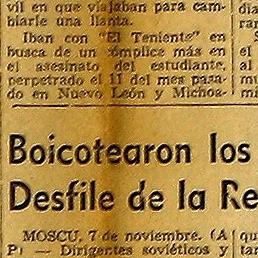 vil en que viajaban para cam-
biarle una llanta.
Iban con "El Teniente" en
busca de un cómplice más en
el asesinato del estudiante,
perpetrado el 11 del mes pasa-
do en Nuevo León y Michoa-
Boicotearon los
Desfile de la Re
MOSCU, 7 de noviembre. (A
P) — Dirigentes soviéticos y